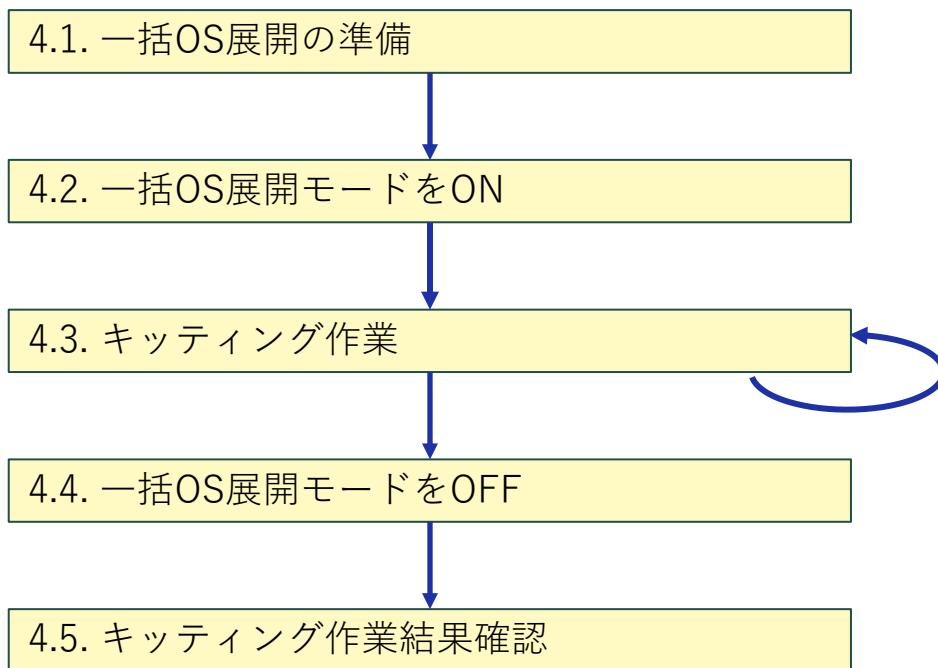 4.1. 一括OS展開の準備
4.2. 一括OS展開モードをON
4.3. キッティング作業
4.4. 一括OS展開モードをOFF
4.5. キッティング作業結果確認